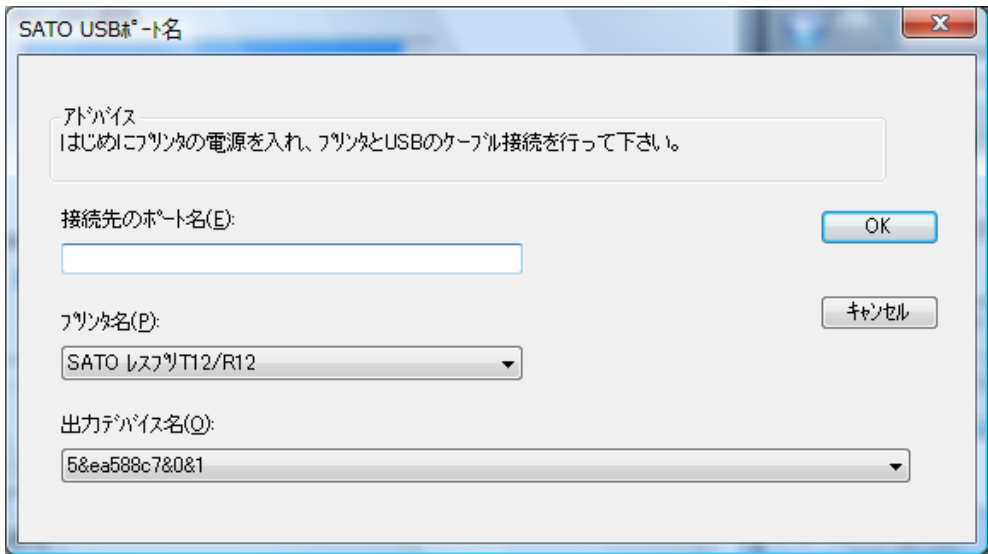 SATO USBﾎﾟｰﾄ名
ｱﾄﾞﾊﾞｲｽ
はじめにﾌﾟﾘﾝﾀの電源を入れ、ﾌﾟﾘﾝﾀとUSBのｹｰﾌﾞﾙ接続を行って下さい。
接続先のﾎﾟｰﾄ名(E):
OK
ﾌﾟﾘﾝﾀ名(P):
ｷｬﾝｾﾙ
SATO ﾚｽﾌﾟﾘT12/R12
出力ﾃﾞﾊﾞｲｽ名(O):
5&ea588c7&0&1